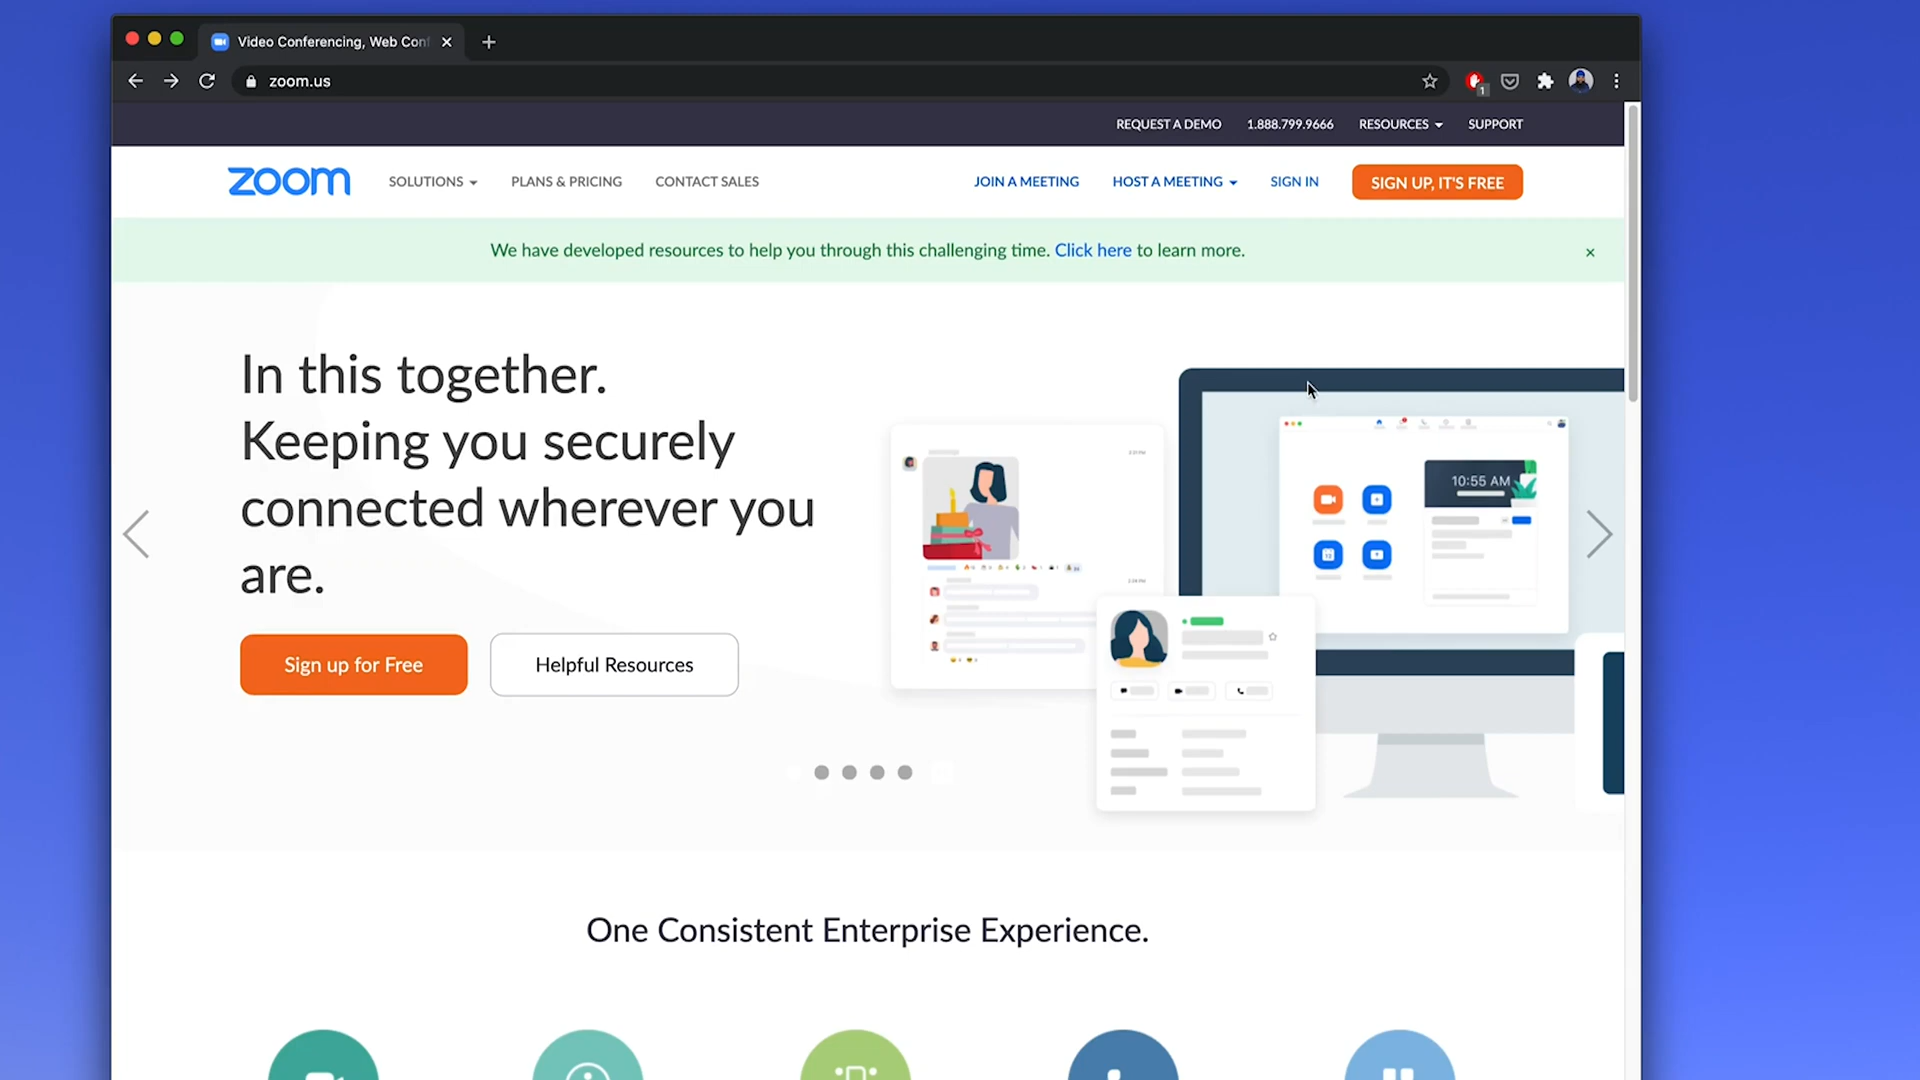 Video Conferencing, Web Conf
zoom.us
1
REQUEST A DEMO 1.888.799.9666 RESOURCES SUPPORT
zoom SOLUTIONS PLANS & PRICING CONTACT SALES JOIN A MEETING HOST A MEETING SIGN IN SIGN UP, IT'S FREE
We have developed resources to help you through this challenging time. Click here to learn more.
In this together.
Keeping you securely
connected wherever you
are.
10:55 AM
Sign up for Free Helpful Resources
One Consistent Enterprise Experience.